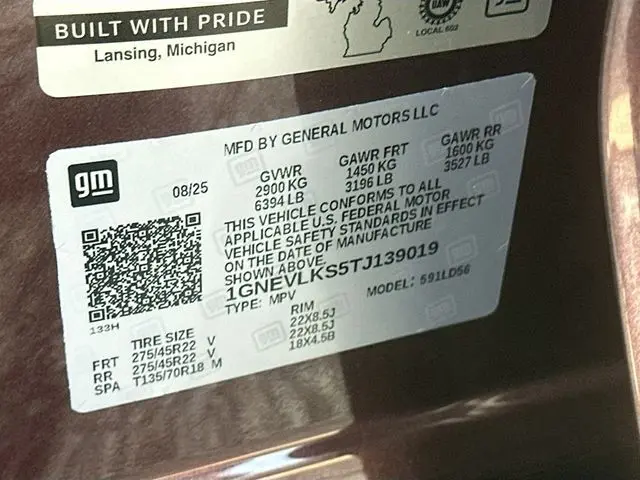 BUILT WITH PRIDE
Lansing, Michigan
UAW
LOCAL 602
gm
MFD BY GENERAL MOTORS LLC
08/25
GVWR GAWR FRT GAWR RR
2900 KG 1450 KG 1600 KG
6394 LB 3196 LB 3527 LB
THIS VEHICLE CONFORMS TO ALL
APPLICABLE U.S. FEDERAL MOTOR
VEHICLE SAFETY STANDARDS IN EFFECT
ON THE DATE OF MANUFACTURE
SHOWN ABOVE.
1GNEVLKS5TJ139019
TYPE: MPV MODEL: 591LD56
133H
TIRE SIZE RIM
FRT 275/45R22 V 22X8.5J
RR 275/45R22 V 22X8.5J
SPA T135/70R18 M 18X4.5B